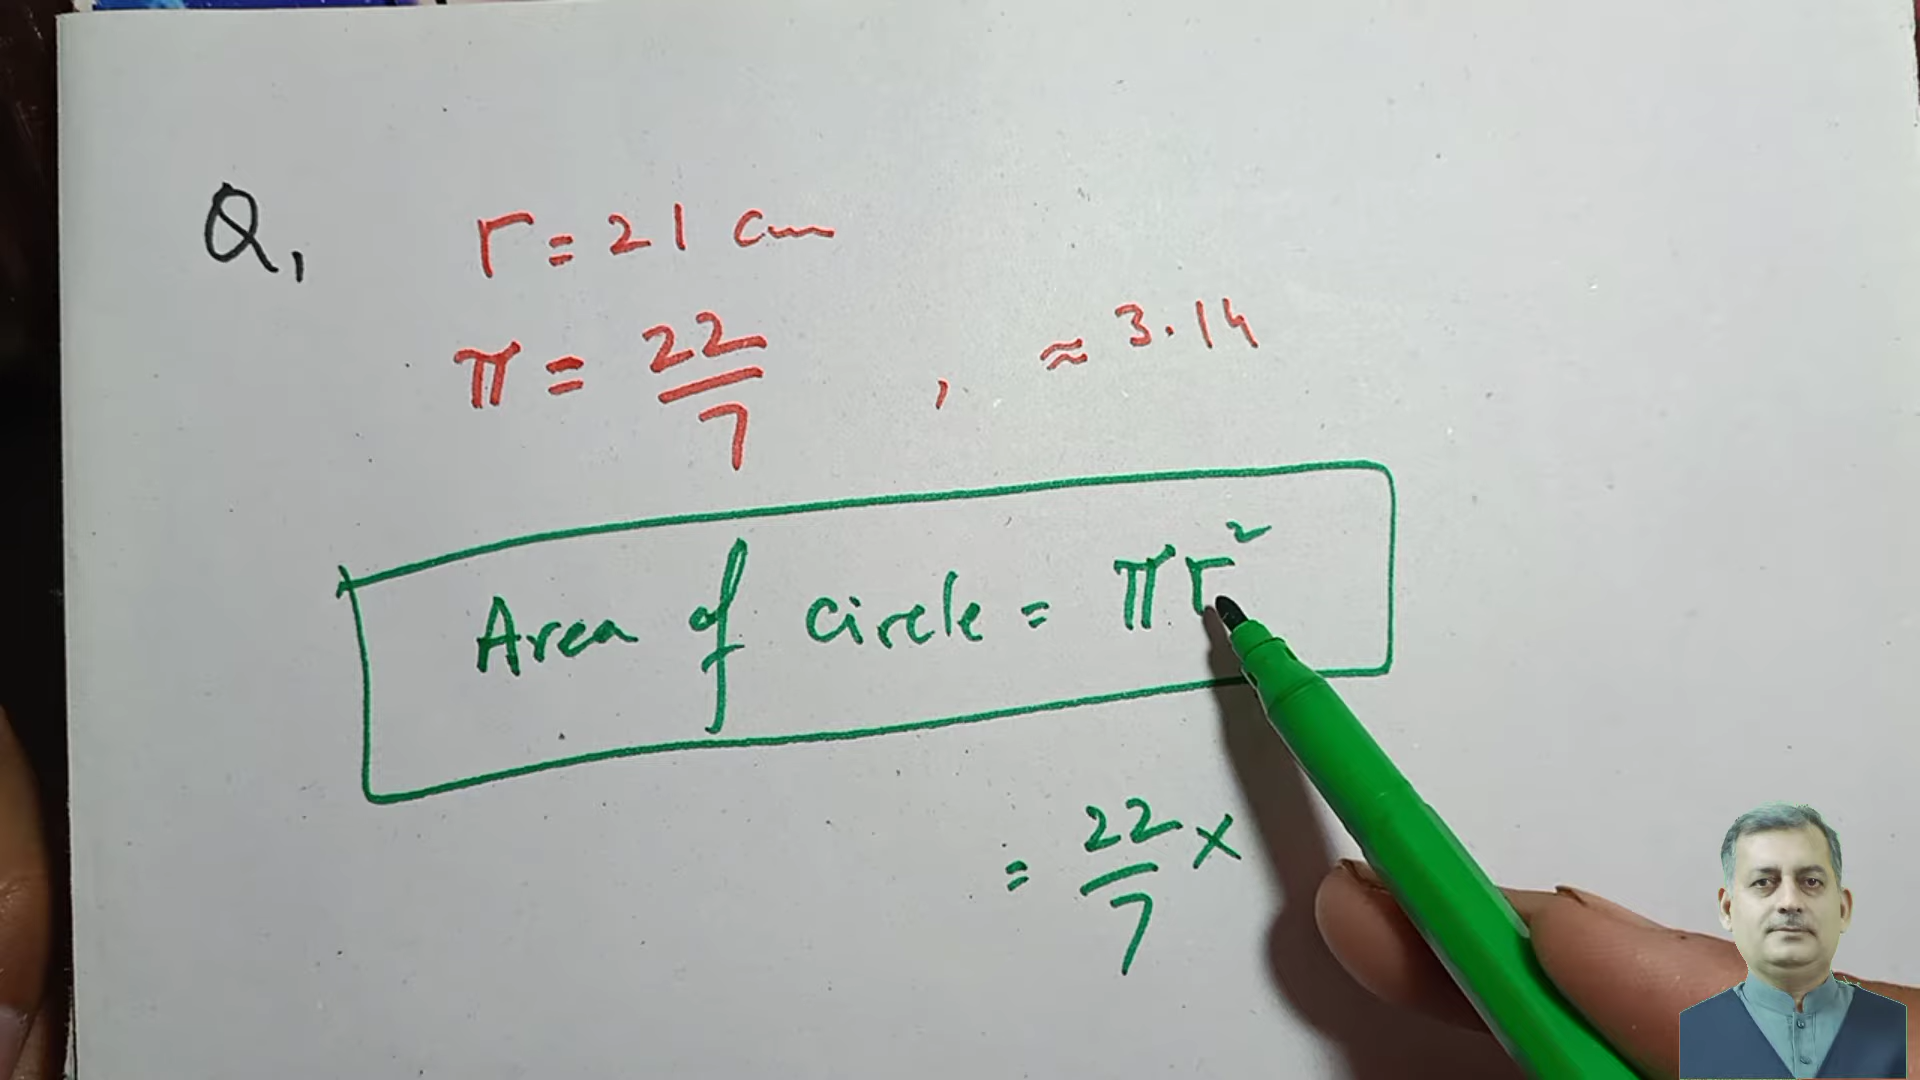 Q,
r = 21 cm
π = 22/7 , ≈ 3.14
Area of circle = πr²
= 22/7 ×